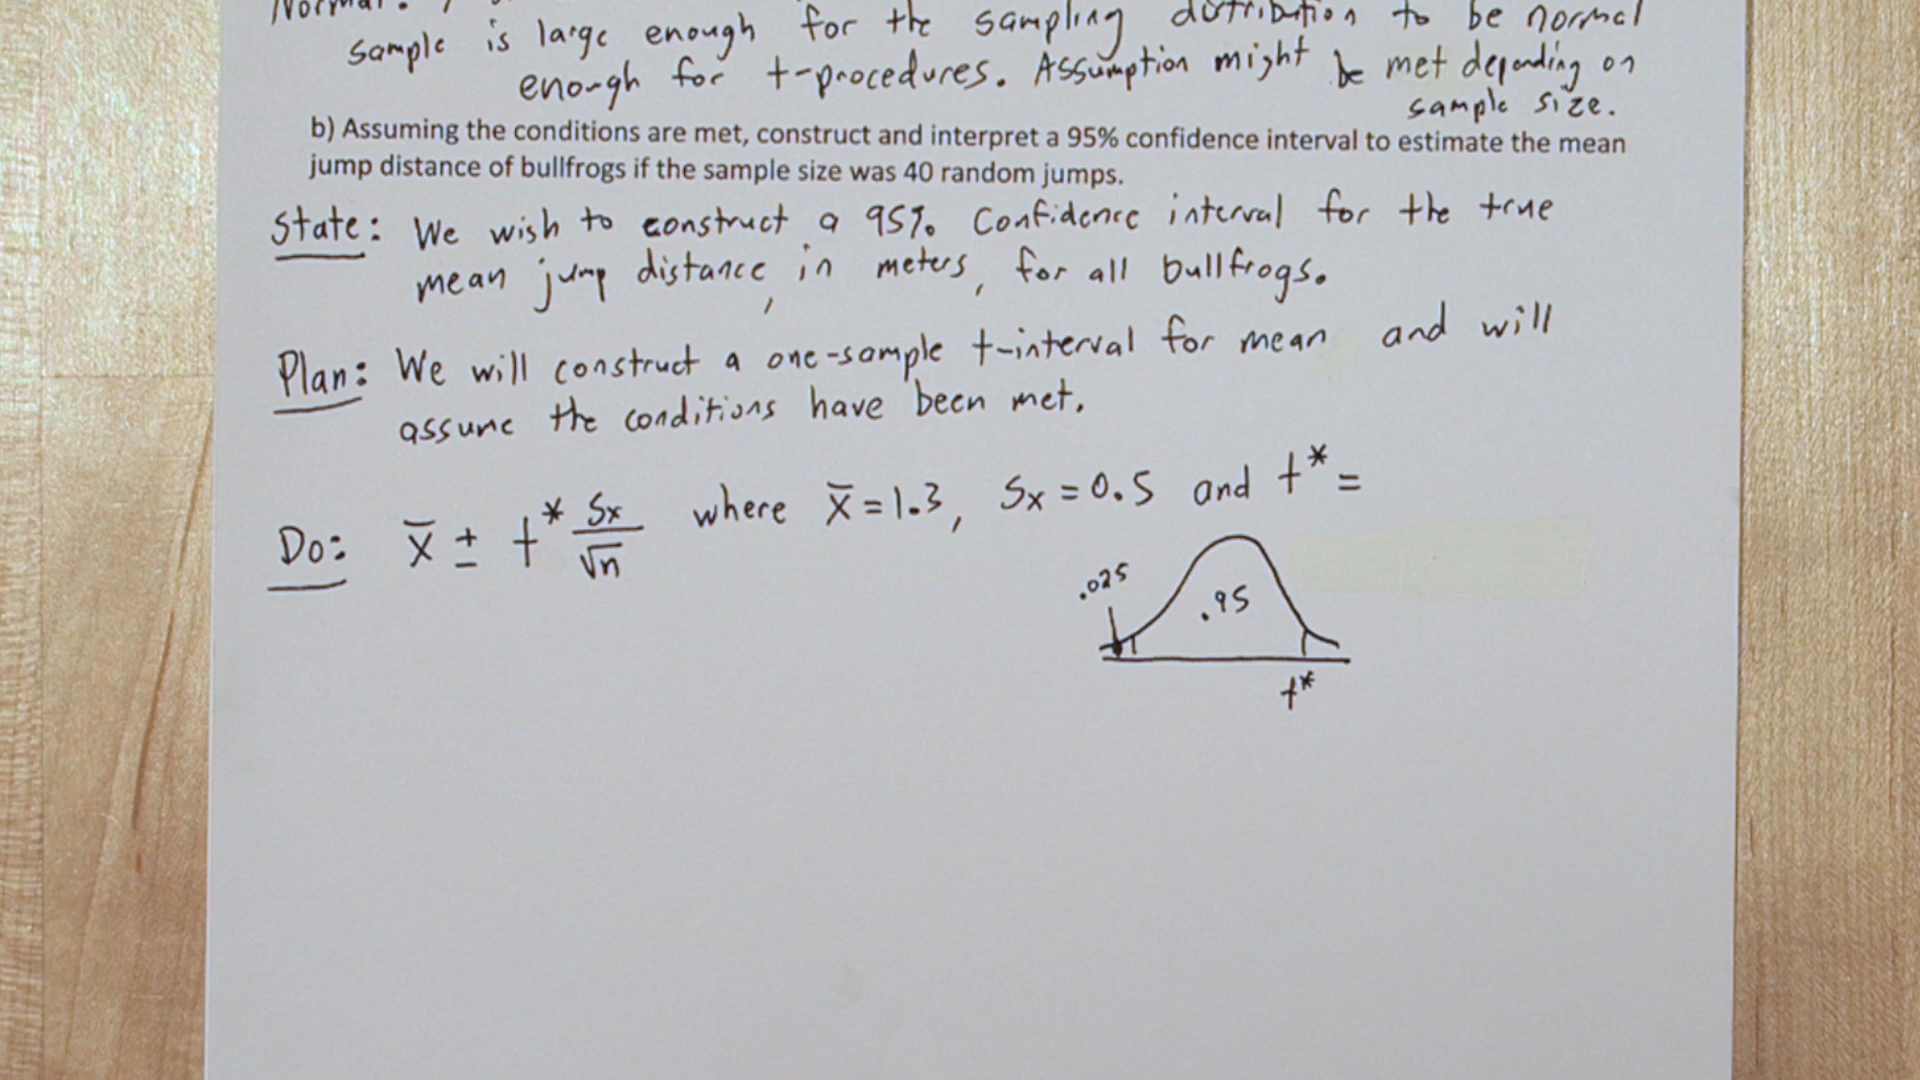 Normal:
sample is large enough for the sampling distribution to be normal
enough for t-procedures. Assumption might be met depending on
sample size.
b) Assuming the conditions are met, construct and interpret a 95% confidence interval to estimate the mean
jump distance of bullfrogs if the sample size was 40 random jumps.
State: We wish to construct a 95% Confidence interval for the true
mean jump distance, in meters, for all bullfrogs.
Plan: We will construct a one-sample t-interval for mean and will
assume the conditions have been met.
Do: x̄ ± t* Sx/√n where x̄ = 1.3, Sx = 0.5 and t* =
.025
.95
t*